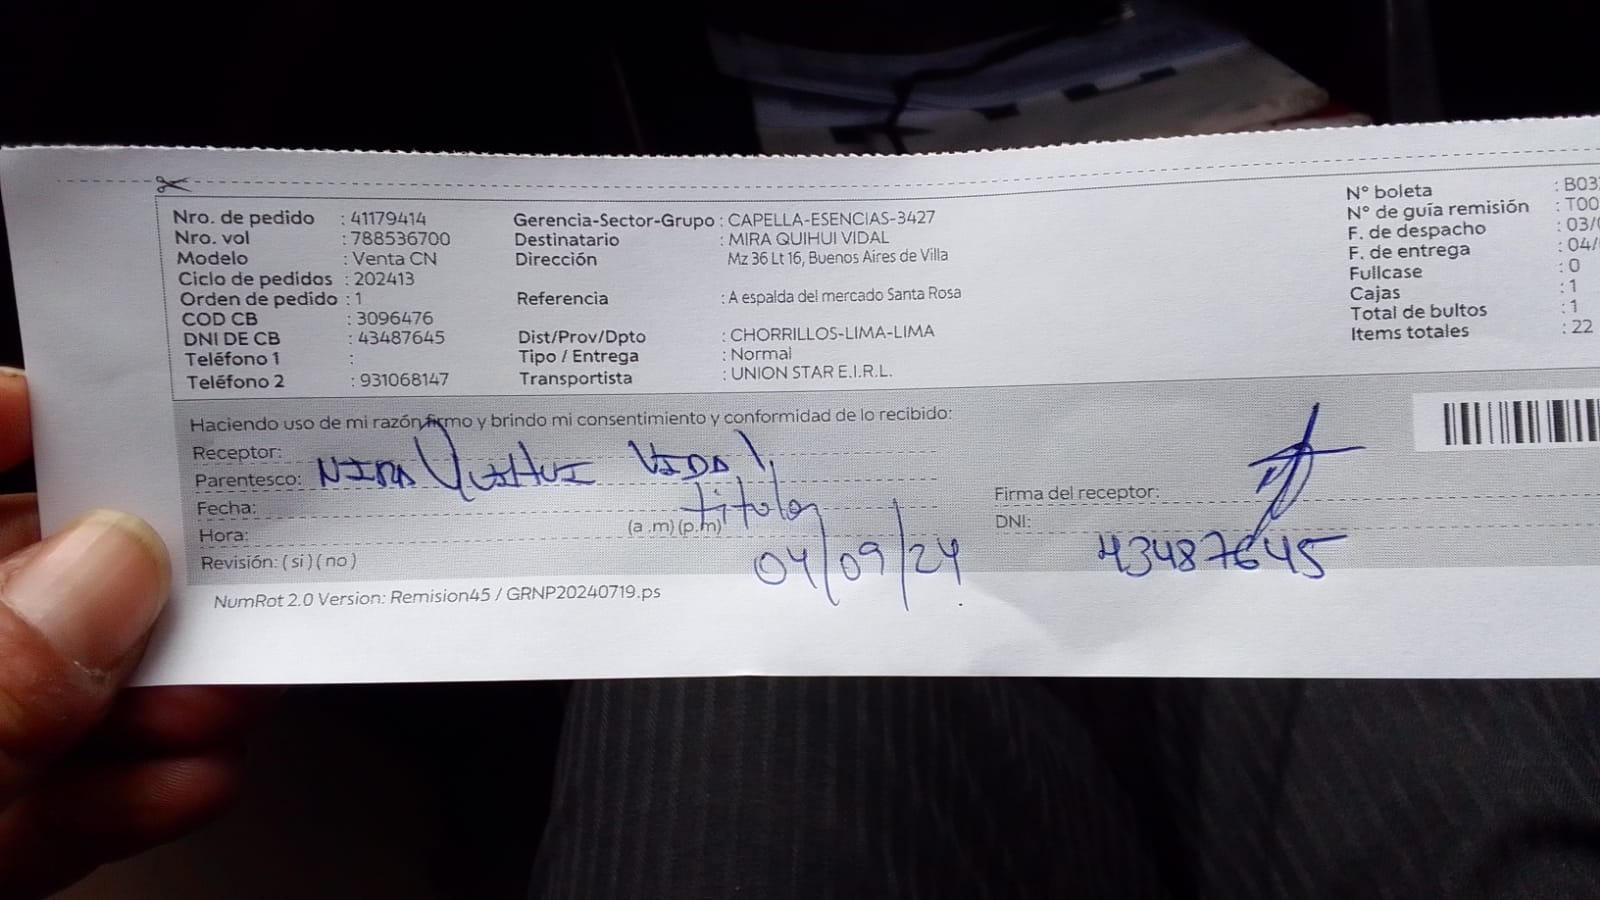 Nro. de pedido : 41179414
Nro. vol : 788536700
Modelo : Venta CN
Ciclo de pedidos : 202413
Orden de pedido : 1
COD CB : 3096476
DNI DE CB : 43487645
Teléfono 1 :
Teléfono 2 : 931068147
Gerencia-Sector-Grupo : CAPELLA-ESENCIAS-3427
Destinatario : MIRA QUIHUI VIDAL
Dirección Mz 36 Lt 16, Buenos Aires de Villa
Referencia : A espalda del mercado Santa Rosa
Dist/Prov/Dpto : CHORRILLOS-LIMA-LIMA
Tipo / Entrega : Normal
Transportista : UNION STAR E.I.R.L.
N° boleta : B03
N° de guía remisión : T00
F. de despacho : 03/
F. de entrega : 04/
Fullcase : 0
Cajas : 1
Total de bultos : 1
Items totales : 22
Haciendo uso de mi razón firmo y brindo mi consentimiento y conformidad de lo recibido:
Receptor:
Parentesco: QUIHUI VIDAL
Fecha: titular
Hora: (a .m) (p.m)
Revisión: ( si ) ( no ) 04/09/24
Firma del receptor:
DNI:
43487645
NumRot 2.0 Version: Remision45 / GRNP20240719.ps